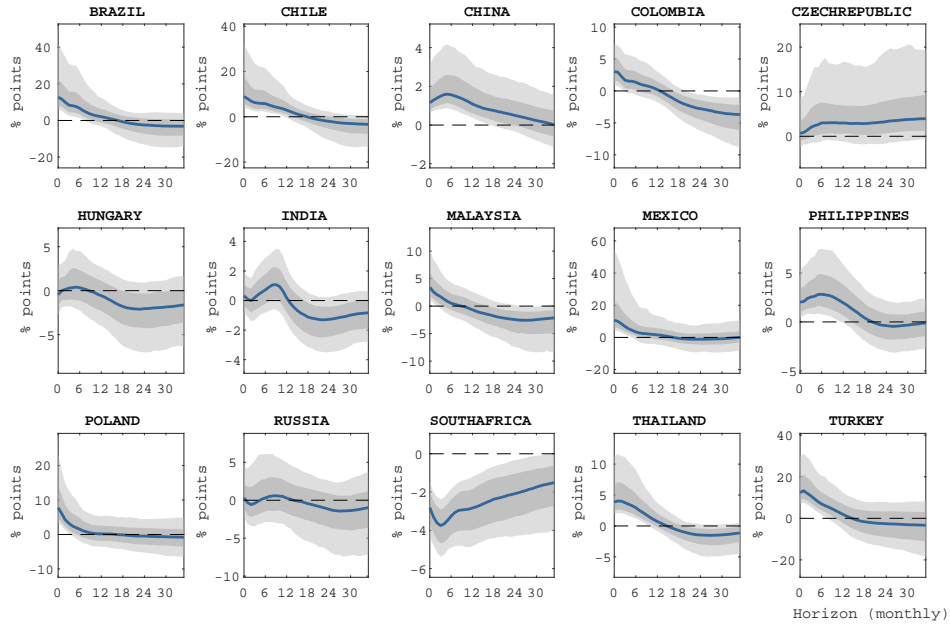 BRAZIL CHILE CHINA COLOMBIA CZECHREPUBLIC
% points % points % points % points % points
40 20 0 -20
40 20 0 -20
4 2 0 -2
5 0 -5 -10
20 10 0
0 6 12 18 24 30 0 6 12 18 24 30 0 6 12 18 24 30 0 6 12 18 24 30 0 6 12 18 24 30
HUNGARY INDIA MALAYSIA MEXICO PHILIPPINES
% points % points % points % points % points
5 0 -5
4 2 0 -2 -4
10 5 0 -5 -10
60 40 20 0 -20
5 0 -5
0 6 12 18 24 30 0 6 12 18 24 30 0 6 12 18 24 30 0 6 12 18 24 30 0 6 12 18 24 30
POLAND RUSSIA SOUTHAFRICA THAILAND TURKEY
% points % points % points % points % points
20 10 0 -10
5 0 -5 -10
0 -2 -4 -6
10 5 0 -5
40 20 0 -20
0 6 12 18 24 30 0 6 12 18 24 30 0 6 12 18 24 30 0 6 12 18 24 30 0 6 12 18 24 30
Horizon (monthly)